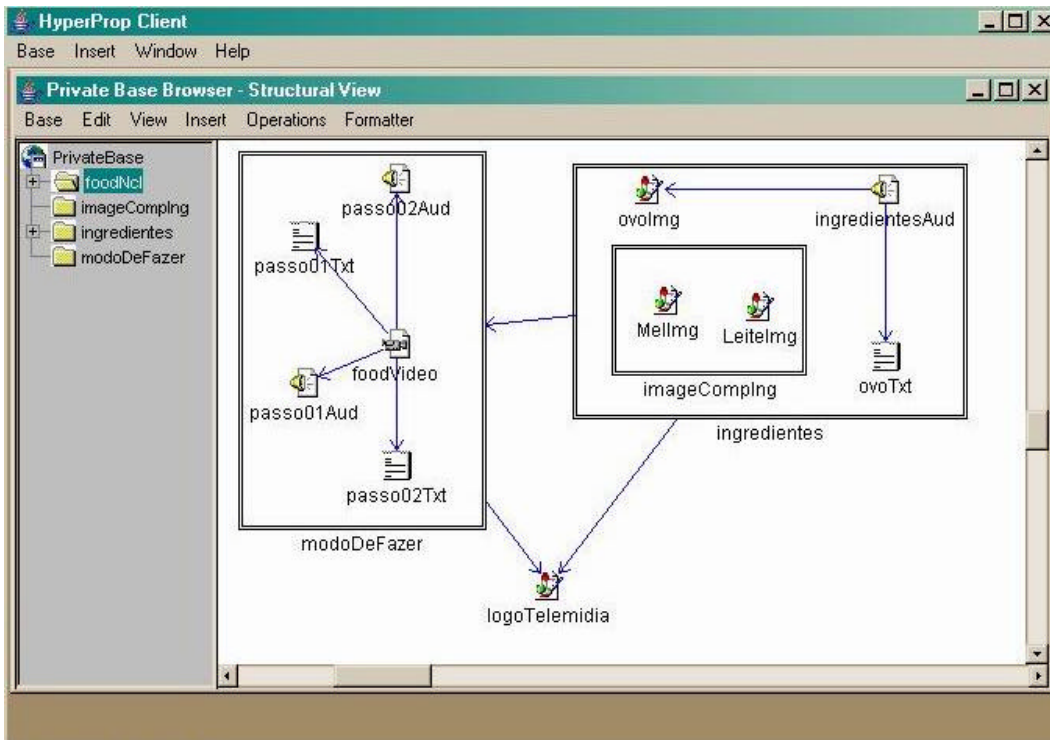 HyperProp Client
Base Insert Window Help
Private Base Browser - Structural View
Base Edit View Insert Operations Formatter
PrivateBase
foodNcl
imageCompIng
ingredientes
modoDeFazer
passo02Aud
passo01Txt
foodVideo
passo01Aud
passo02Txt
modoDeFazer
ovoImg
ingredientesAud
MelImg
LeiteImg
imageCompIng
ovoTxt
ingredientes
logoTelemidia